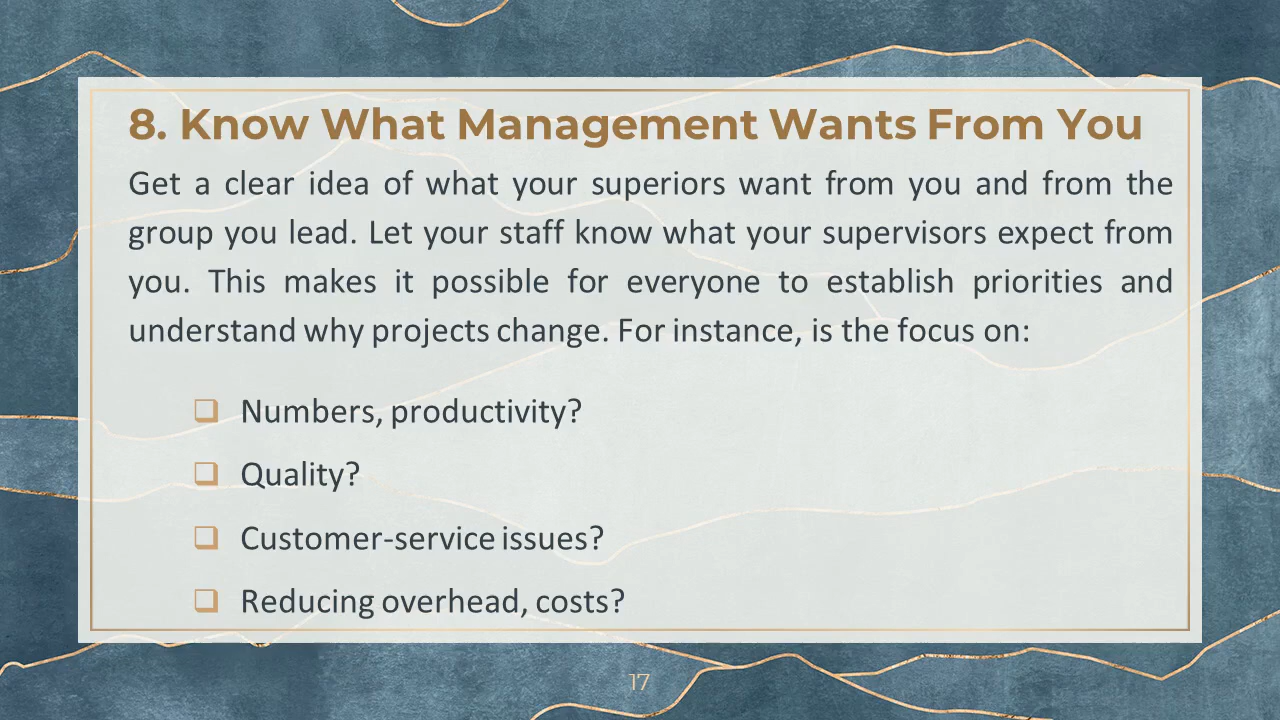 8. Know What Management Wants From You
Get a clear idea of what your superiors want from you and from the
group you lead. Let your staff know what your supervisors expect from
you. This makes it possible for everyone to establish priorities and
understand why projects change. For instance, is the focus on:
❑ Numbers, productivity?
❑ Quality?
❑ Customer-service issues?
❑ Reducing overhead, costs?
17